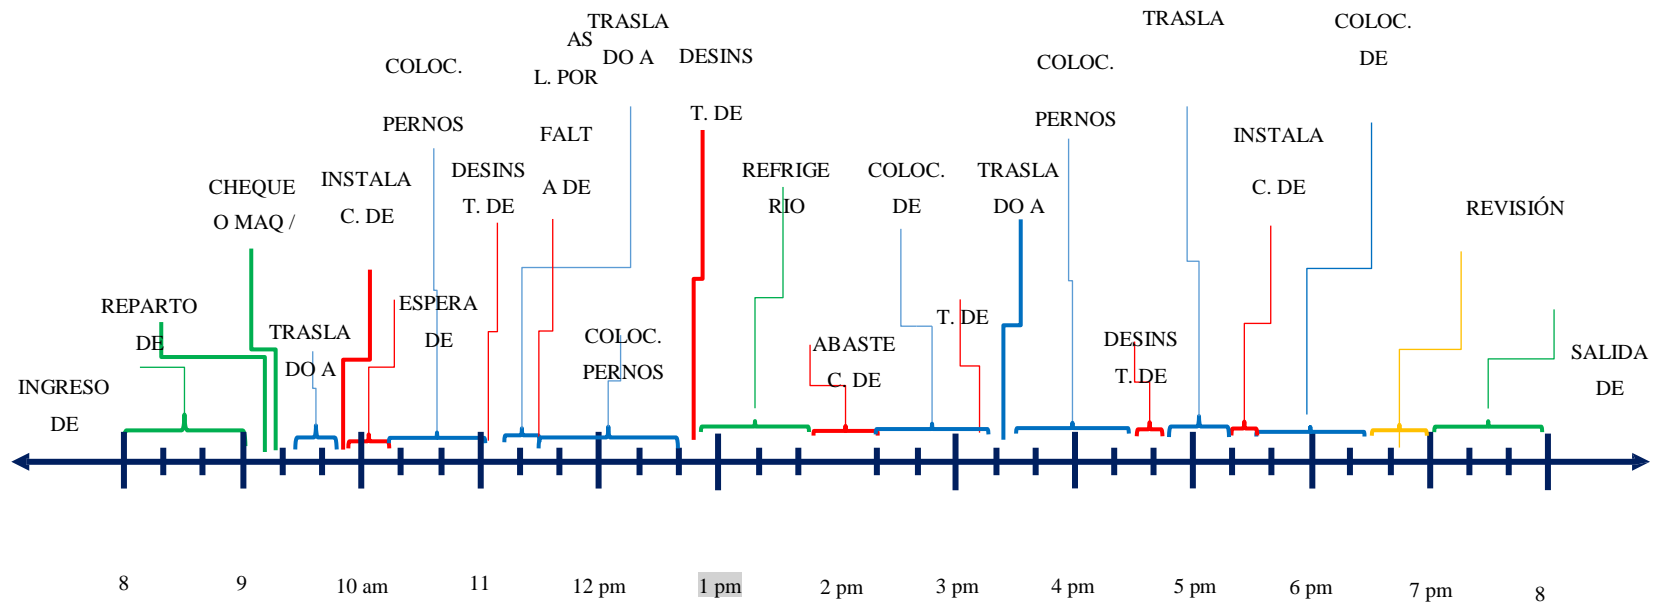 INGRESO
DE
REPARTO
DE
CHEQUE
O MAQ /
TRASLA
DO A
INSTALA
C. DE
ESPERA
DE
COLOC.
PERNOS
DESINS
T. DE
AS
L. POR
FALT
A DE
TRASLA
DO A
COLOC.
PERNOS
DESINS
T. DE
REFRIGE
RIO
ABASTE
C. DE
COLOC.
DE
T. DE
TRASLA
DO A
COLOC.
PERNOS
DESINS
T. DE
TRASLA
INSTALA
C. DE
COLOC.
DE
REVISIÓN
SALIDA
DE
8
9
10 am
11
12 pm
1 pm
2 pm
3 pm
4 pm
5 pm
6 pm
7 pm
8